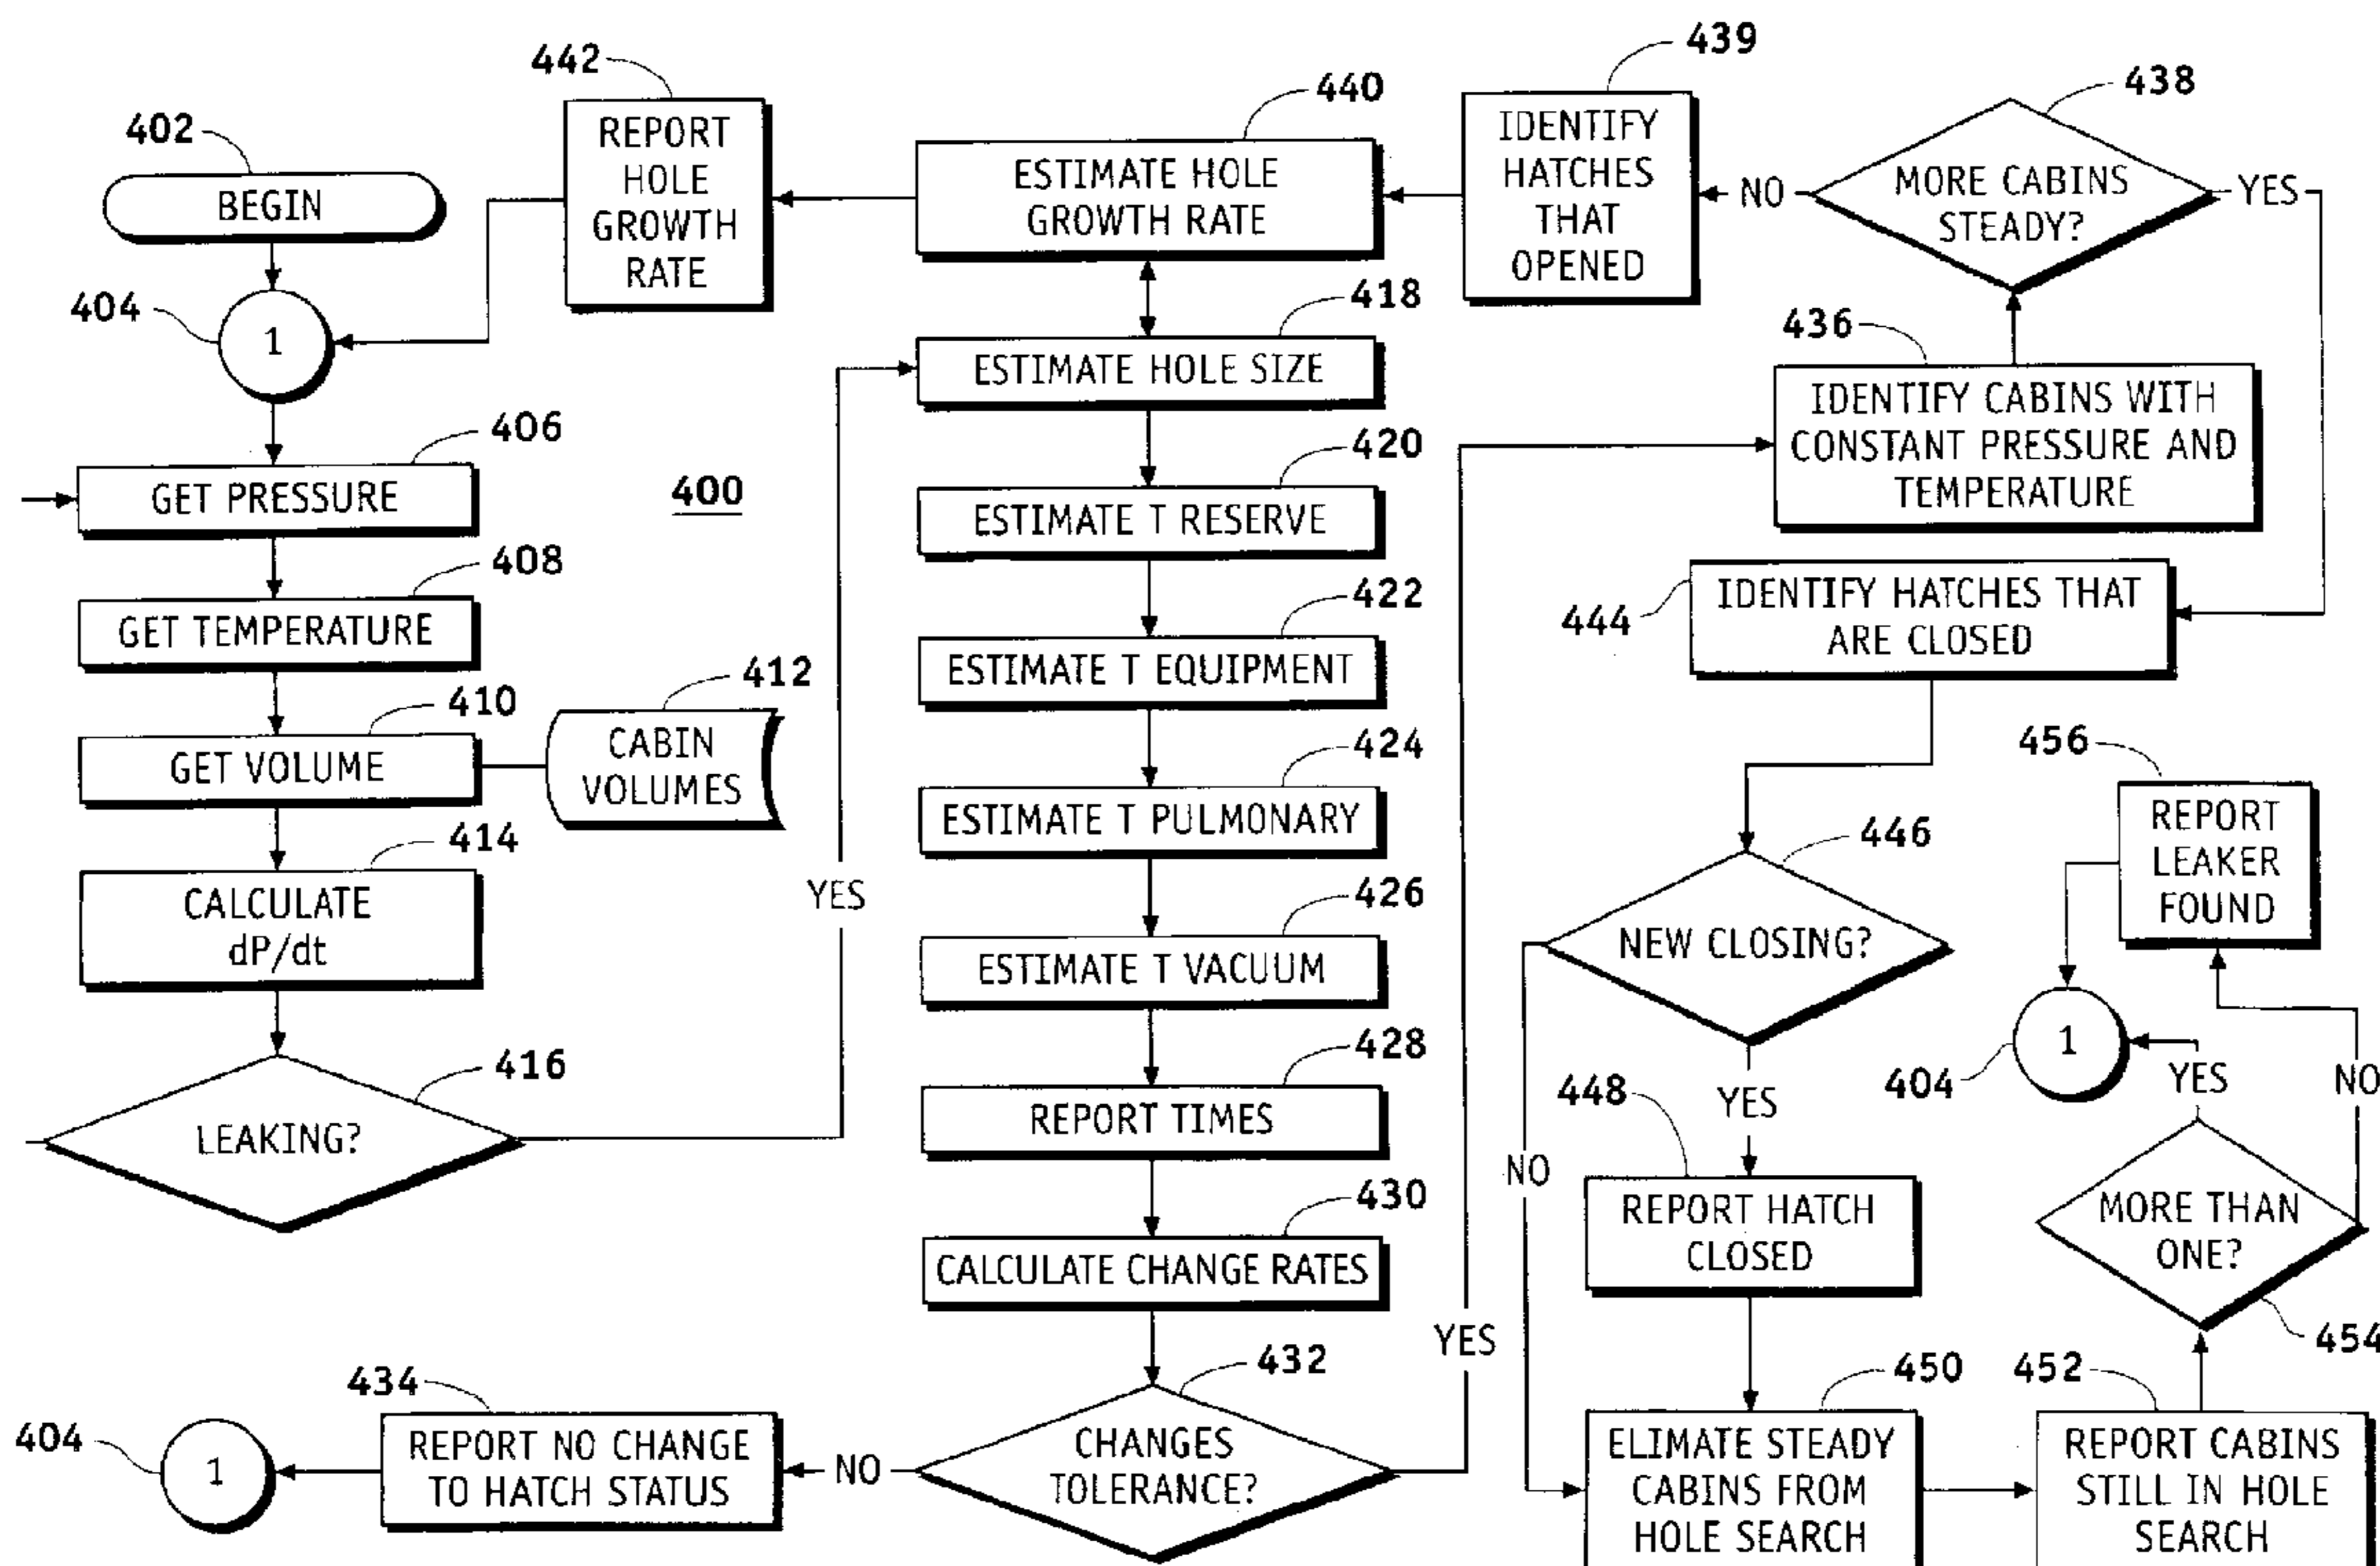 402
BEGIN
404
1
406
GET PRESSURE
408
GET TEMPERATURE
410
GET VOLUME
412
CABIN
VOLUMES
414
CALCULATE
dP/dt
416
LEAKING?
YES
400
442
REPORT
HOLE
GROWTH
RATE
440
ESTIMATE HOLE
GROWTH RATE
418
ESTIMATE HOLE SIZE
420
ESTIMATE T RESERVE
422
ESTIMATE T EQUIPMENT
424
ESTIMATE T PULMONARY
426
ESTIMATE T VACUUM
428
REPORT TIMES
430
CALCULATE CHANGE RATES
432
CHANGES
TOLERANCE?
NO
434
REPORT NO CHANGE
TO HATCH STATUS
404
1
YES
439
IDENTIFY
HATCHES
THAT
OPENED
438
MORE CABINS
STEADY?
NO
YES
436
IDENTIFY CABINS WITH
CONSTANT PRESSURE AND
TEMPERATURE
444
IDENTIFY HATCHES THAT
ARE CLOSED
446
NEW CLOSING?
NO
YES
448
REPORT HATCH
CLOSED
450
ELIMATE STEADY
CABINS FROM
HOLE SEARCH
452
REPORT CABINS
STILL IN HOLE
SEARCH
454
MORE THAN
ONE?
YES
NO
404
1
456
REPORT
LEAKER
FOUND